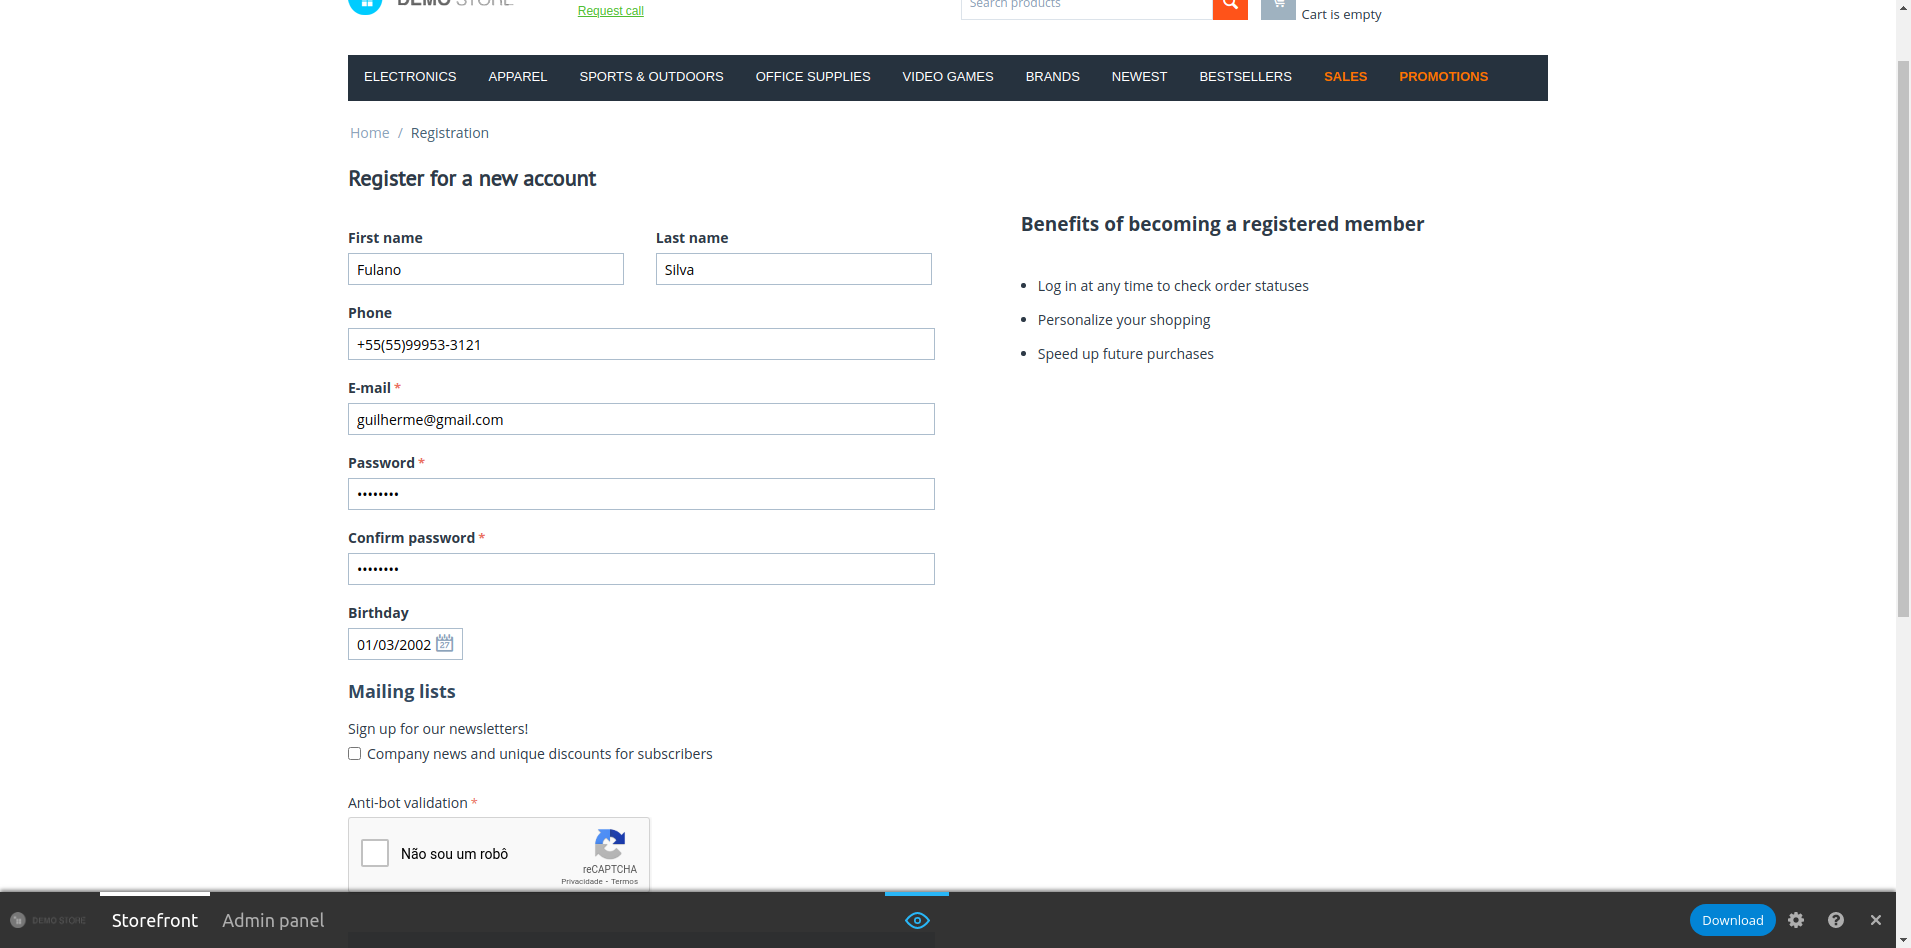 DEMO STORE
Request call
Search products
Cart is empty
ELECTRONICS APPAREL SPORTS & OUTDOORS OFFICE SUPPLIES VIDEO GAMES BRANDS NEWEST BESTSELLERS SALES PROMOTIONS
Home / Registration
Register for a new account
First name Last name
Fulano Silva
Phone
+55(55)99953-3121
E-mail *
guilherme@gmail.com
Password *
••••••••
Confirm password *
••••••••
Birthday
01/03/2002 27
Mailing lists
Sign up for our newsletters!
Company news and unique discounts for subscribers
Anti-bot validation *
Não sou um robô
reCAPTCHA
Privacidade - Termos
Benefits of becoming a registered member
• Log in at any time to check order statuses
• Personalize your shopping
• Speed up future purchases
DEMO STORE Storefront Admin panel Download